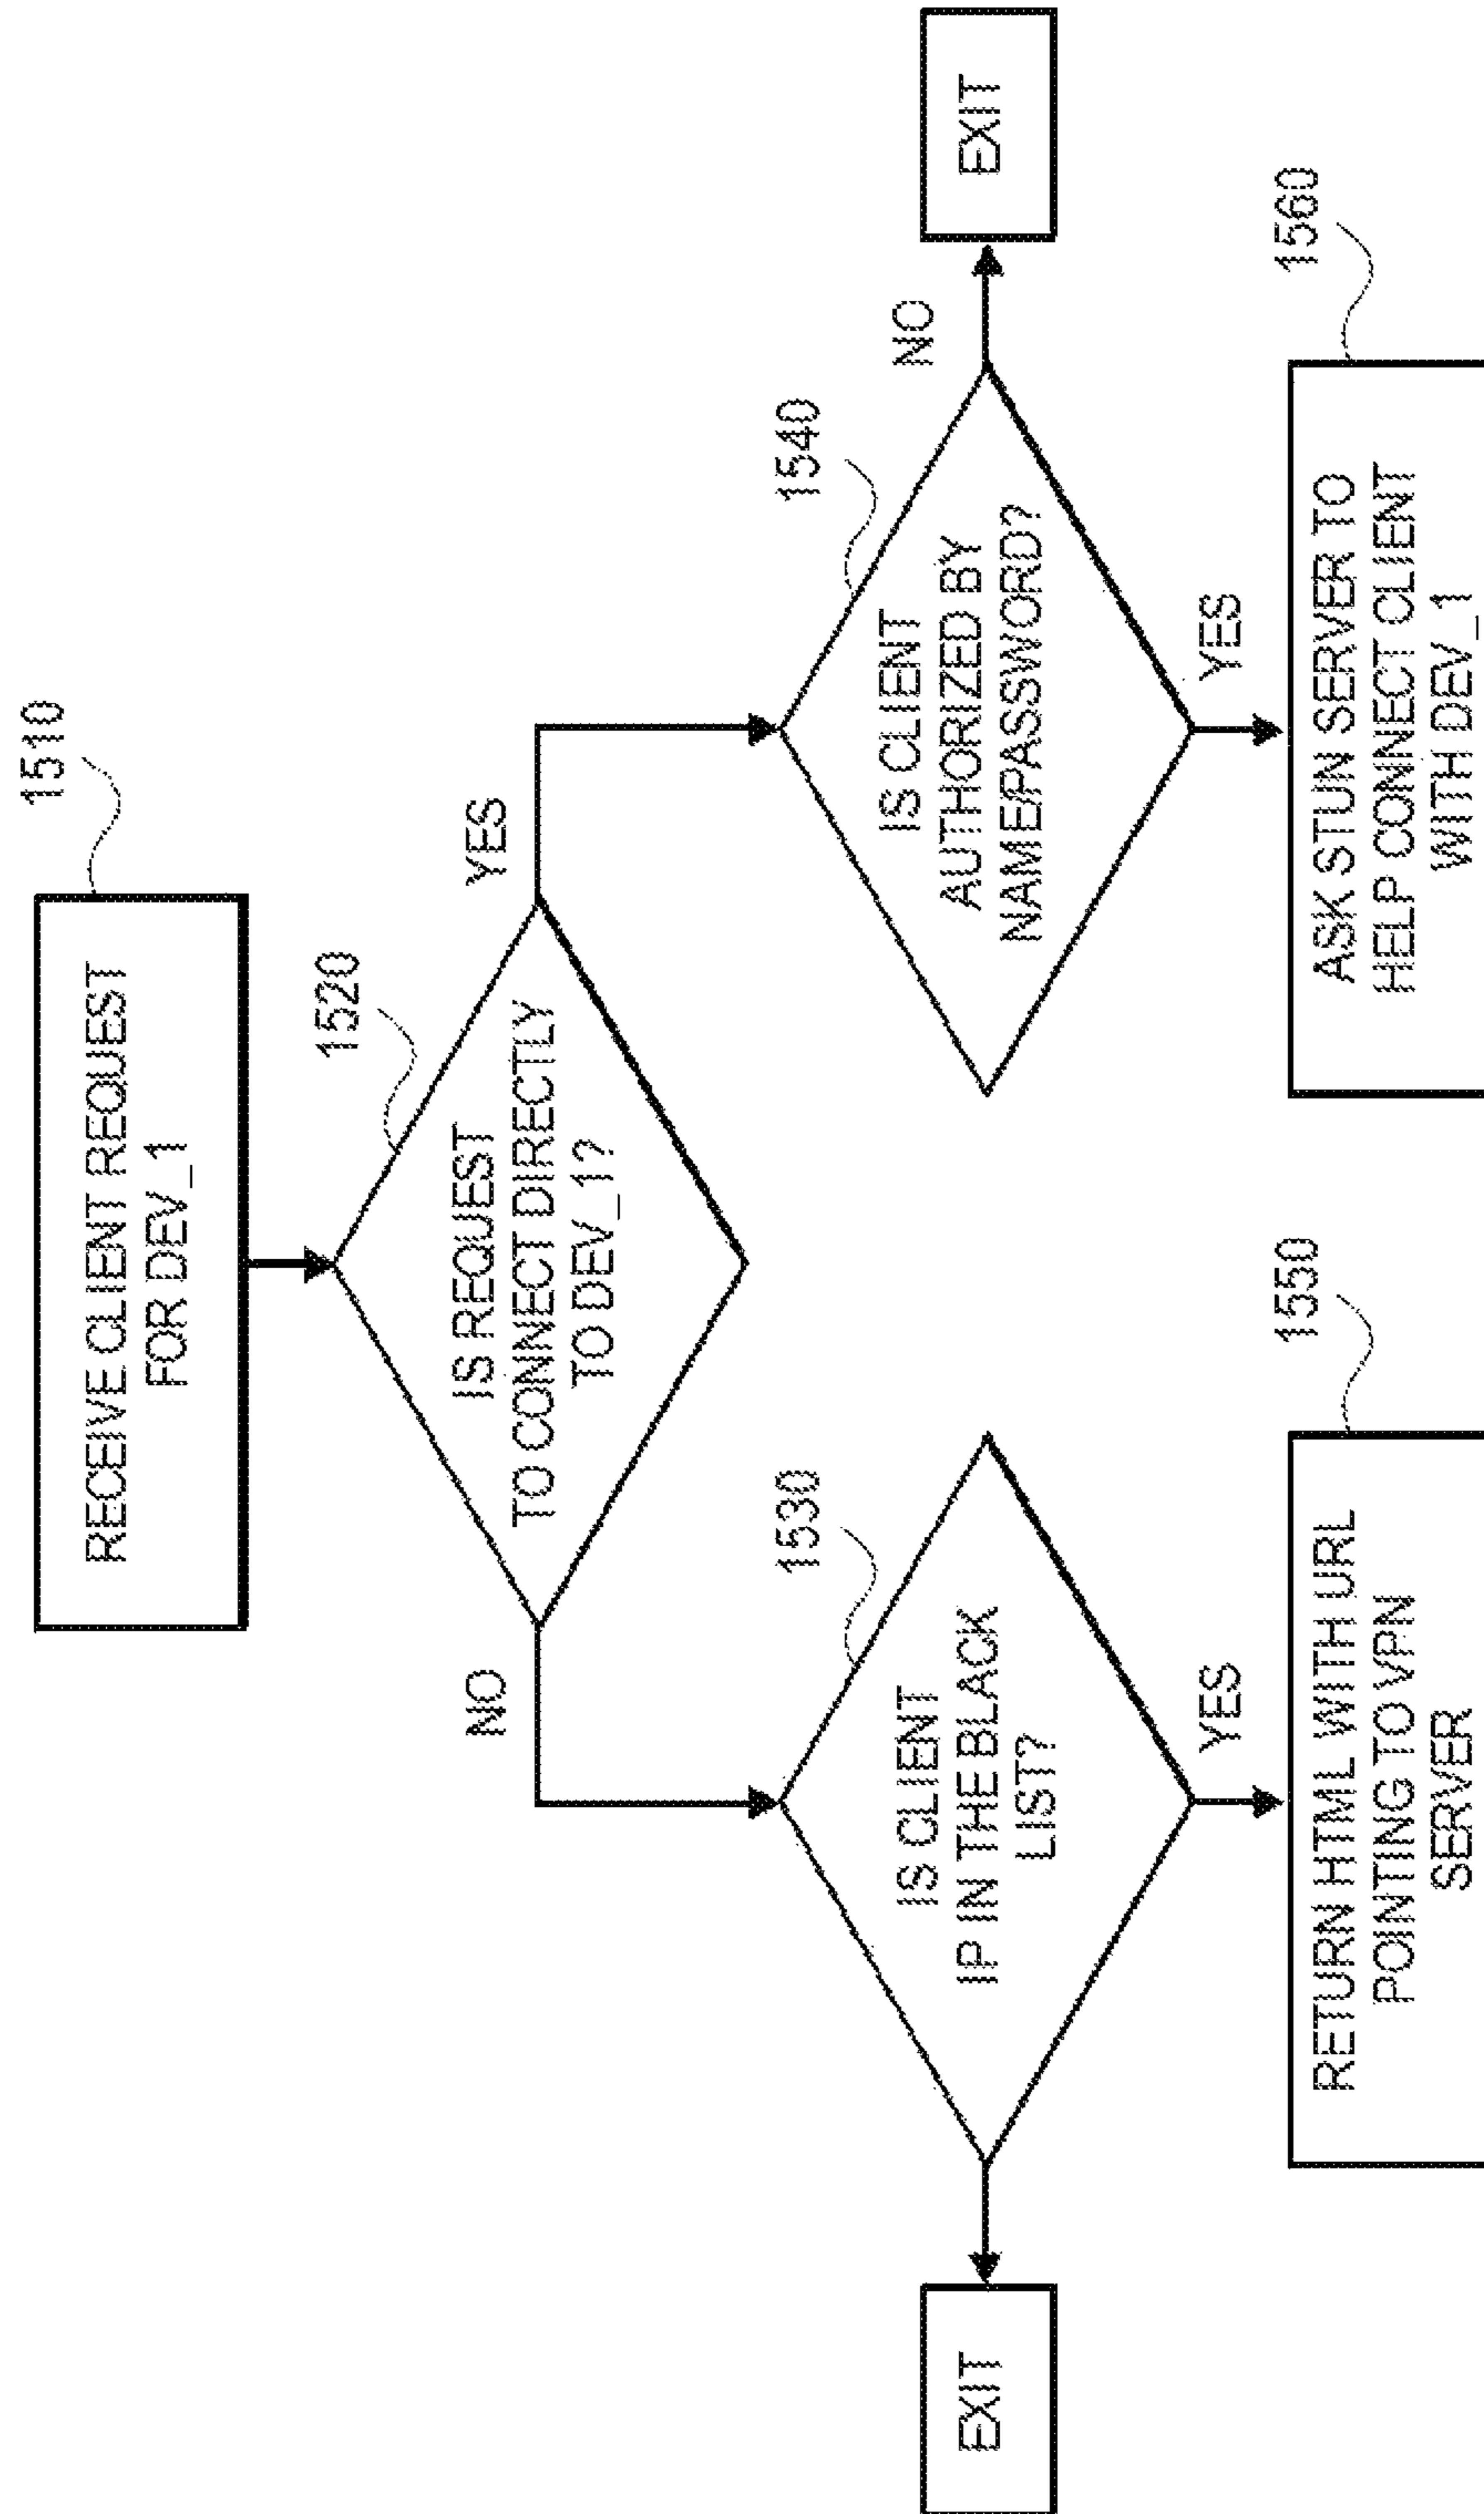 1510
RECEIVE CLIENT REQUEST
FOR DEV_1
1520
IS REQUEST
TO CONNECT DIRECTLY
TO DEV_1?
NO
YES
1530
IS CLIENT
IP IN THE BLACK
LIST?
1540
IS CLIENT
AUTHORIZED BY
NAME/PASSWORD?
EXIT
NO
EXIT
YES
YES
1550
RETURN HTML WITH URL
POINTING TO VPN
SERVER
1560
ASK STUN SERVER TO
HELP CONNECT CLIENT
WITH DEV_1